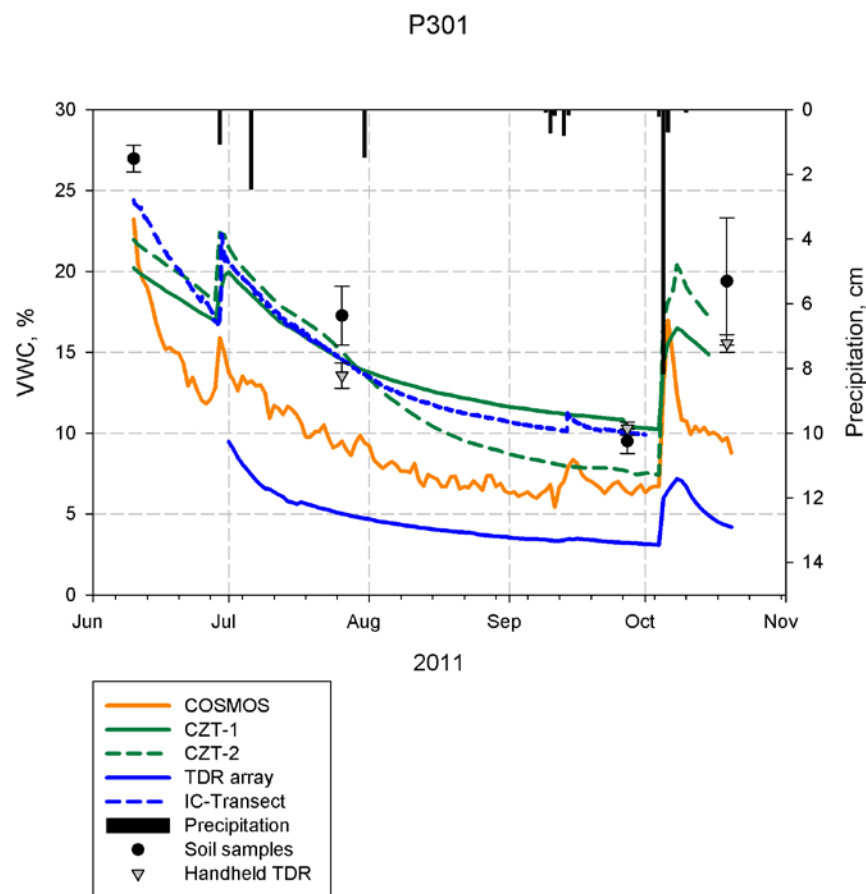 P301
30
25
20
15
10
5
0
VWC, %
0
2
4
6
8
10
12
14
Precipitation, cm
Jun Jul Aug Sep Oct Nov
2011
COSMOS
CZT-1
CZT-2
TDR array
IC-Transect
Precipitation
Soil samples
Handheld TDR